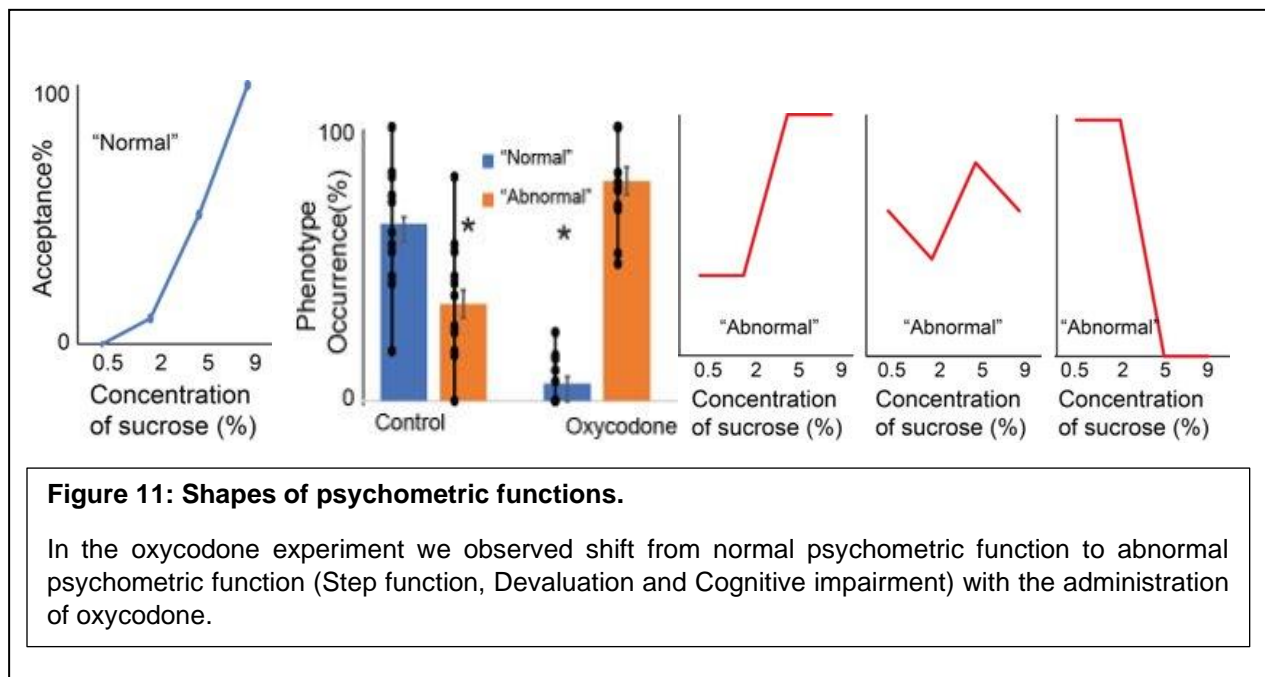 100
"Normal"
Acceptance%
0
0.5 2 5 9
Concentration
of sucrose (%)
100
"Normal"
"Abnormal"
*
*
Phenotype
Occurrence(%)
0
Control
Oxycodone
"Abnormal"
0.5 2 5 9
Concentration
of sucrose (%)
"Abnormal"
0.5 2 5 9
Concentration
of sucrose (%)
"Abnormal"
0.5 2 5 9
Concentration
of sucrose (%)
Figure 11: Shapes of psychometric functions.
In the oxycodone experiment we observed shift from normal psychometric function to abnormal
psychometric function (Step function, Devaluation and Cognitive impairment) with the administration
of oxycodone.